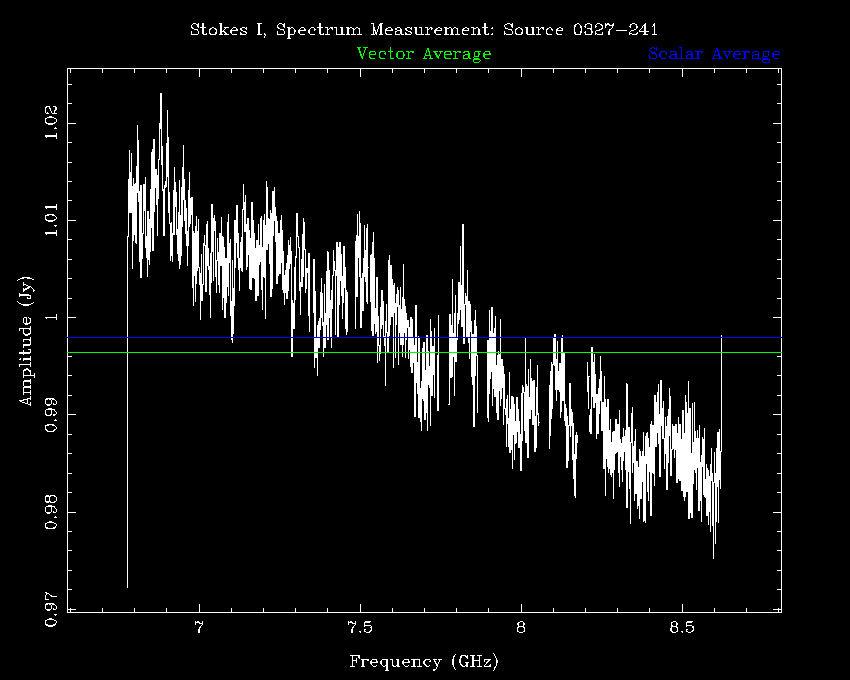 Stokes I, Spectrum Measurement: Source 0327−241
Vector Average
Scalar Average
Amplitude (Jy)
1.02
1.01
1
0.99
0.98
0.97
7
7.5
8
8.5
Frequency (GHz)